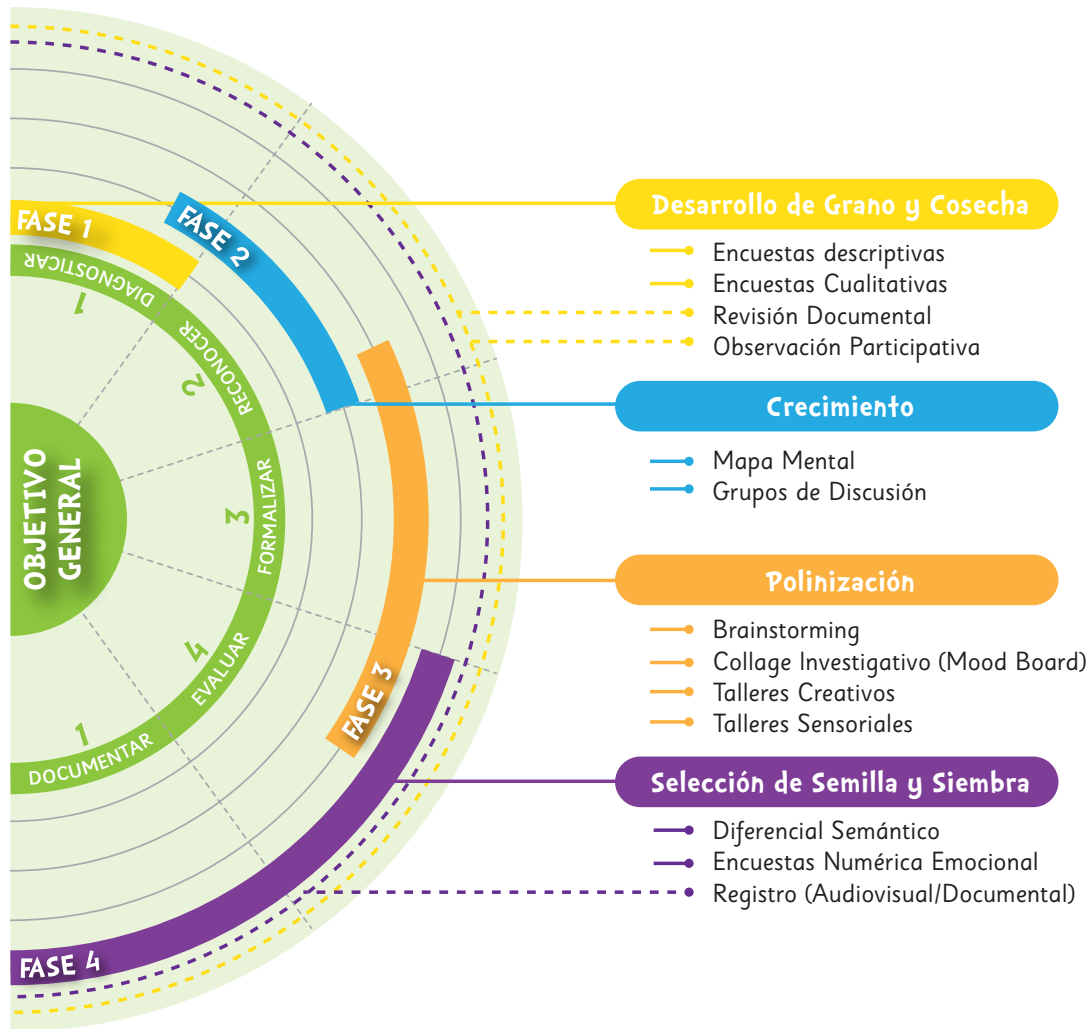 FASE 1
DIAGNOSTICAR
1
FASE 2
RECONOCER
2
OBJETIVO
GENERAL
3
FORMALIZAR
4
EVALUAR
FASE 3
1
DOCUMENTAR
FASE 4
Desarrollo de Grano y Cosecha
Encuestas descriptivas
Encuestas Cualitativas
Revisión Documental
Observación Participativa
Crecimiento
Mapa Mental
Grupos de Discusión
Polinización
Brainstorming
Collage Investigativo (Mood Board)
Talleres Creativos
Talleres Sensoriales
Selección de Semilla y Siembra
Diferencial Semántico
Encuestas Numérica Emocional
Registro (Audiovisual/Documental)